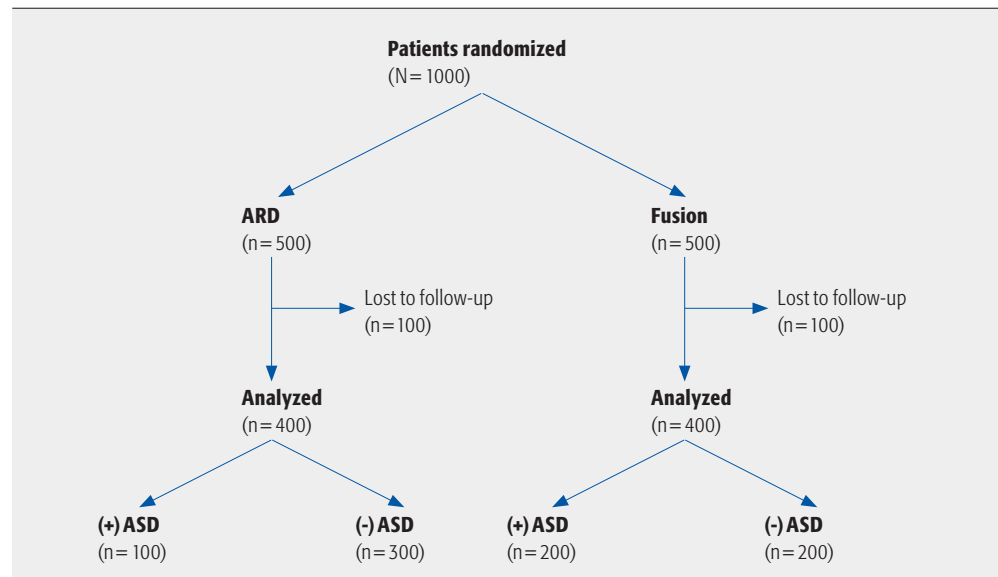 Patients randomized
(N=1000)
ARD
(n=500)
Fusion
(n=500)
Lost to follow-up
(n=100)
Lost to follow-up
(n=100)
Analyzed
(n=400)
Analyzed
(n=400)
(+) ASD
(n=100)
(-) ASD
(n=300)
(+) ASD
(n=200)
(-) ASD
(n=200)